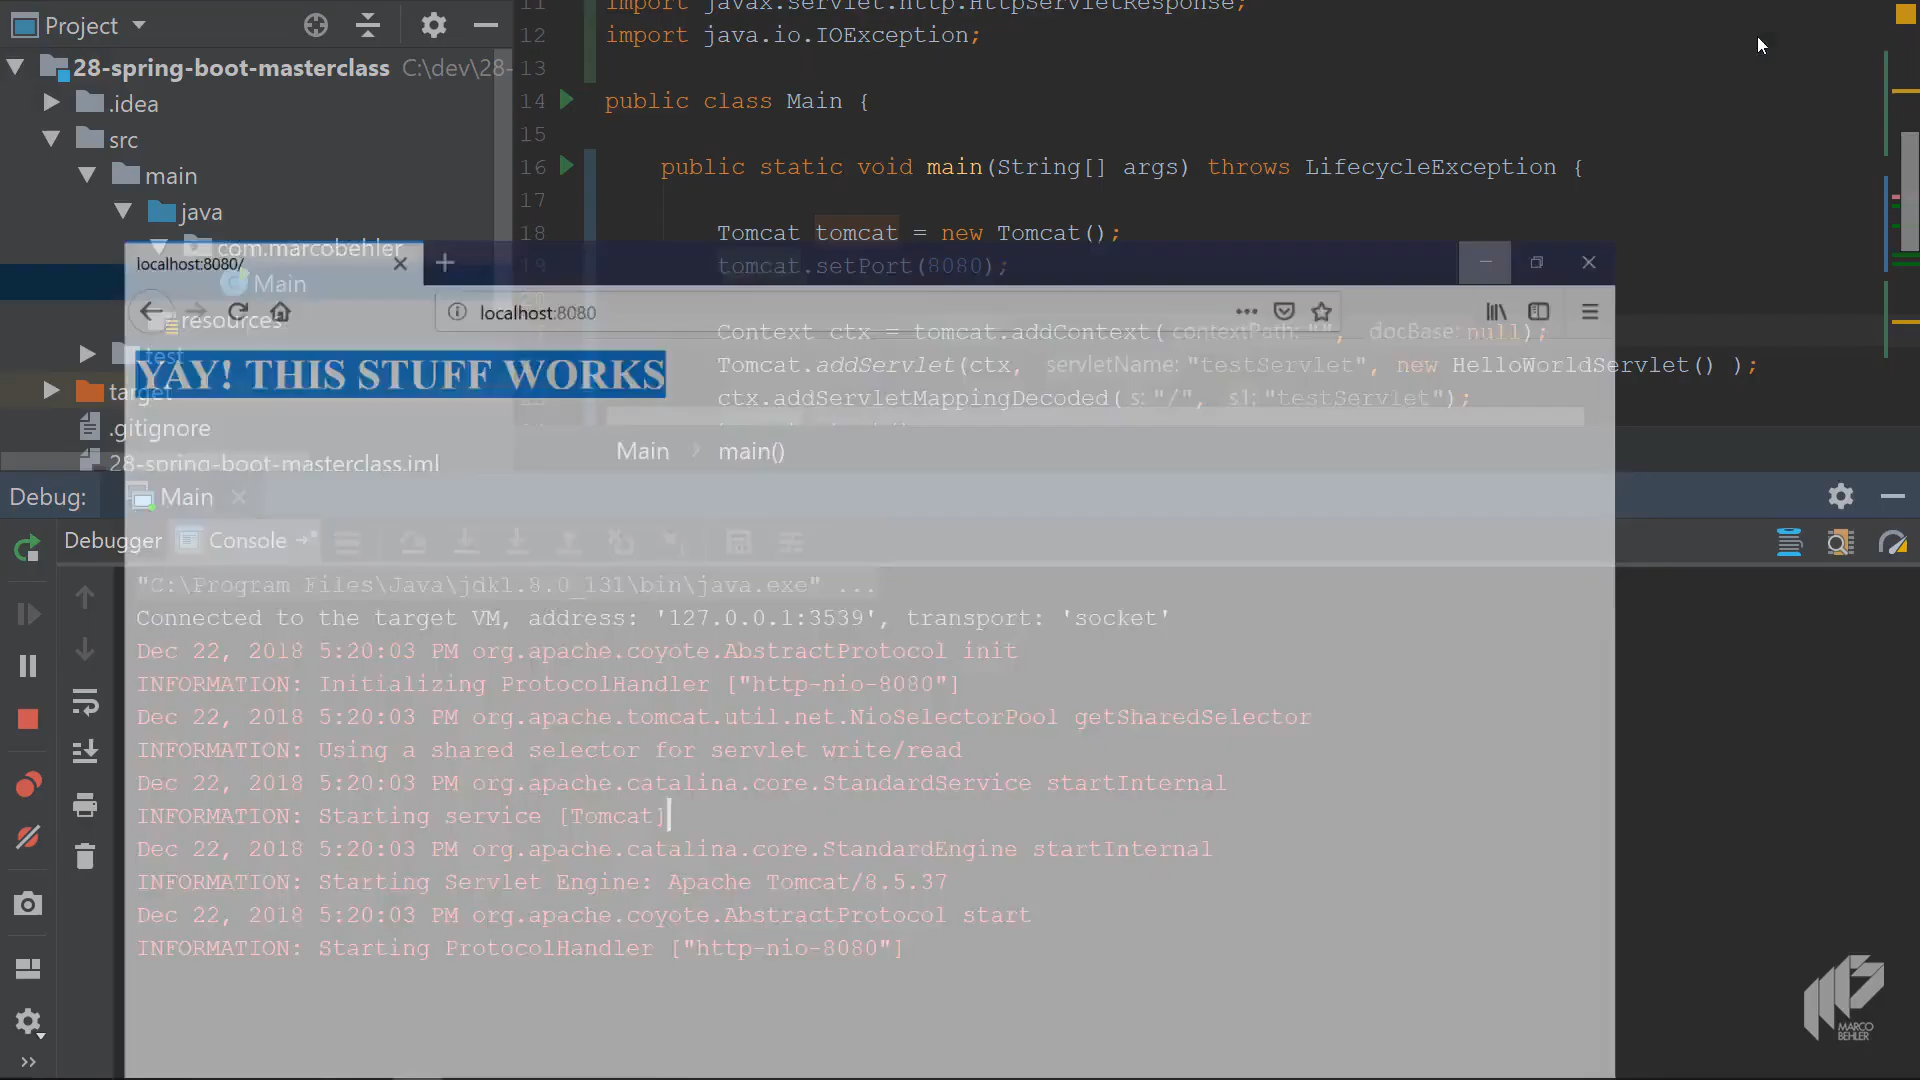 Project
28-spring-boot-masterclass C:\dev\28-
.idea
src
main
java
com.marcobehler
Main
resources
test
target
.gitignore
28-spring-boot-masterclass.iml
11 import javax.servlet.http.HttpServletResponse;
12 import java.io.IOException;
13
14 public class Main {
15
16 public static void main(String[] args) throws LifecycleException {
17
18 Tomcat tomcat = new Tomcat();
19 tomcat.setPort(8080);
Context ctx = tomcat.addContext( contextPath: "", docBase: null);
Tomcat.addServlet(ctx, servletName: "testServlet", new HelloWorldServlet() );
ctx.addServletMappingDecoded( s: "/", s1: "testServlet");
Main main()
localhost:8080/
localhost:8080
YAY! THIS STUFF WORKS
Debug: Main
Debugger Console
"C:\Program Files\Java\jdk1.8.0_131\bin\java.exe" ...
Connected to the target VM, address: '127.0.0.1:3539', transport: 'socket'
Dec 22, 2018 5:20:03 PM org.apache.coyote.AbstractProtocol init
INFORMATION: Initializing ProtocolHandler ["http-nio-8080"]
Dec 22, 2018 5:20:03 PM org.apache.tomcat.util.net.NioSelectorPool getSharedSelector
INFORMATION: Using a shared selector for servlet write/read
Dec 22, 2018 5:20:03 PM org.apache.catalina.core.StandardService startInternal
INFORMATION: Starting service [Tomcat]
Dec 22, 2018 5:20:03 PM org.apache.catalina.core.StandardEngine startInternal
INFORMATION: Starting Servlet Engine: Apache Tomcat/8.5.37
Dec 22, 2018 5:20:03 PM org.apache.coyote.AbstractProtocol start
INFORMATION: Starting ProtocolHandler ["http-nio-8080"]
MARCO
BEHLER